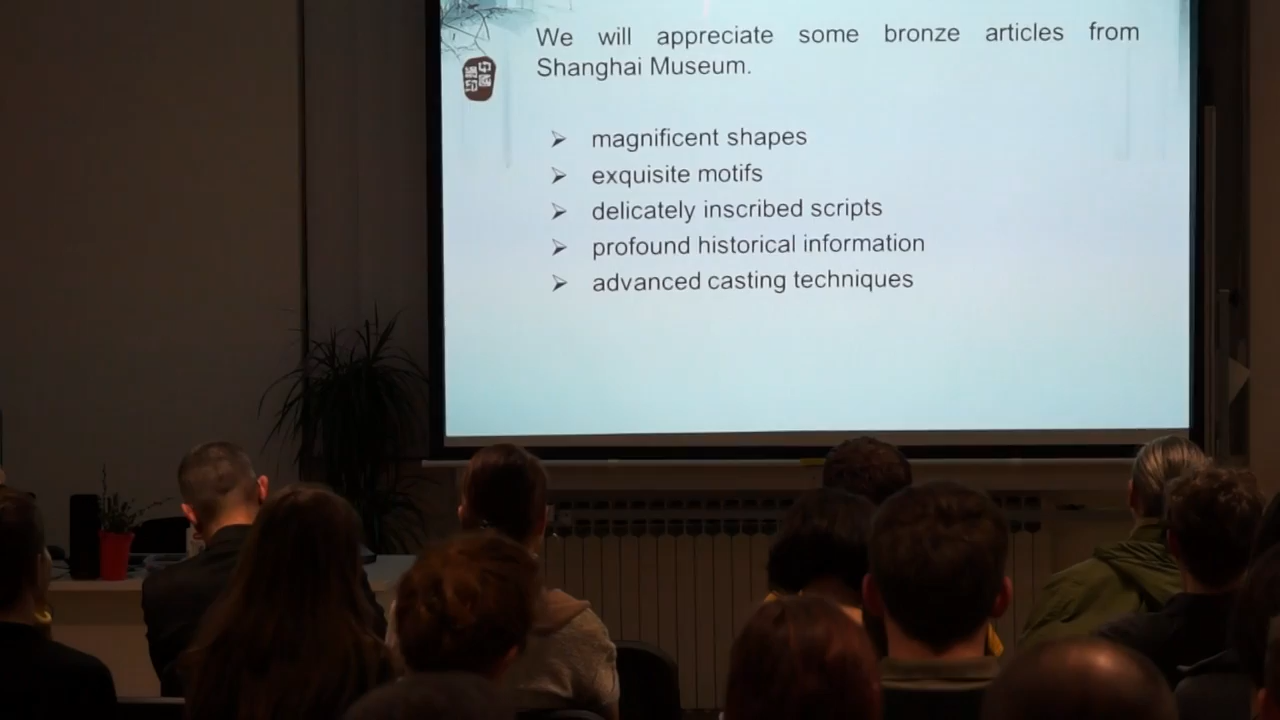 We will appreciate some bronze articles from
Shanghai Museum.
➢ magnificent shapes
➢ exquisite motifs
➢ delicately inscribed scripts
➢ profound historical information
➢ advanced casting techniques